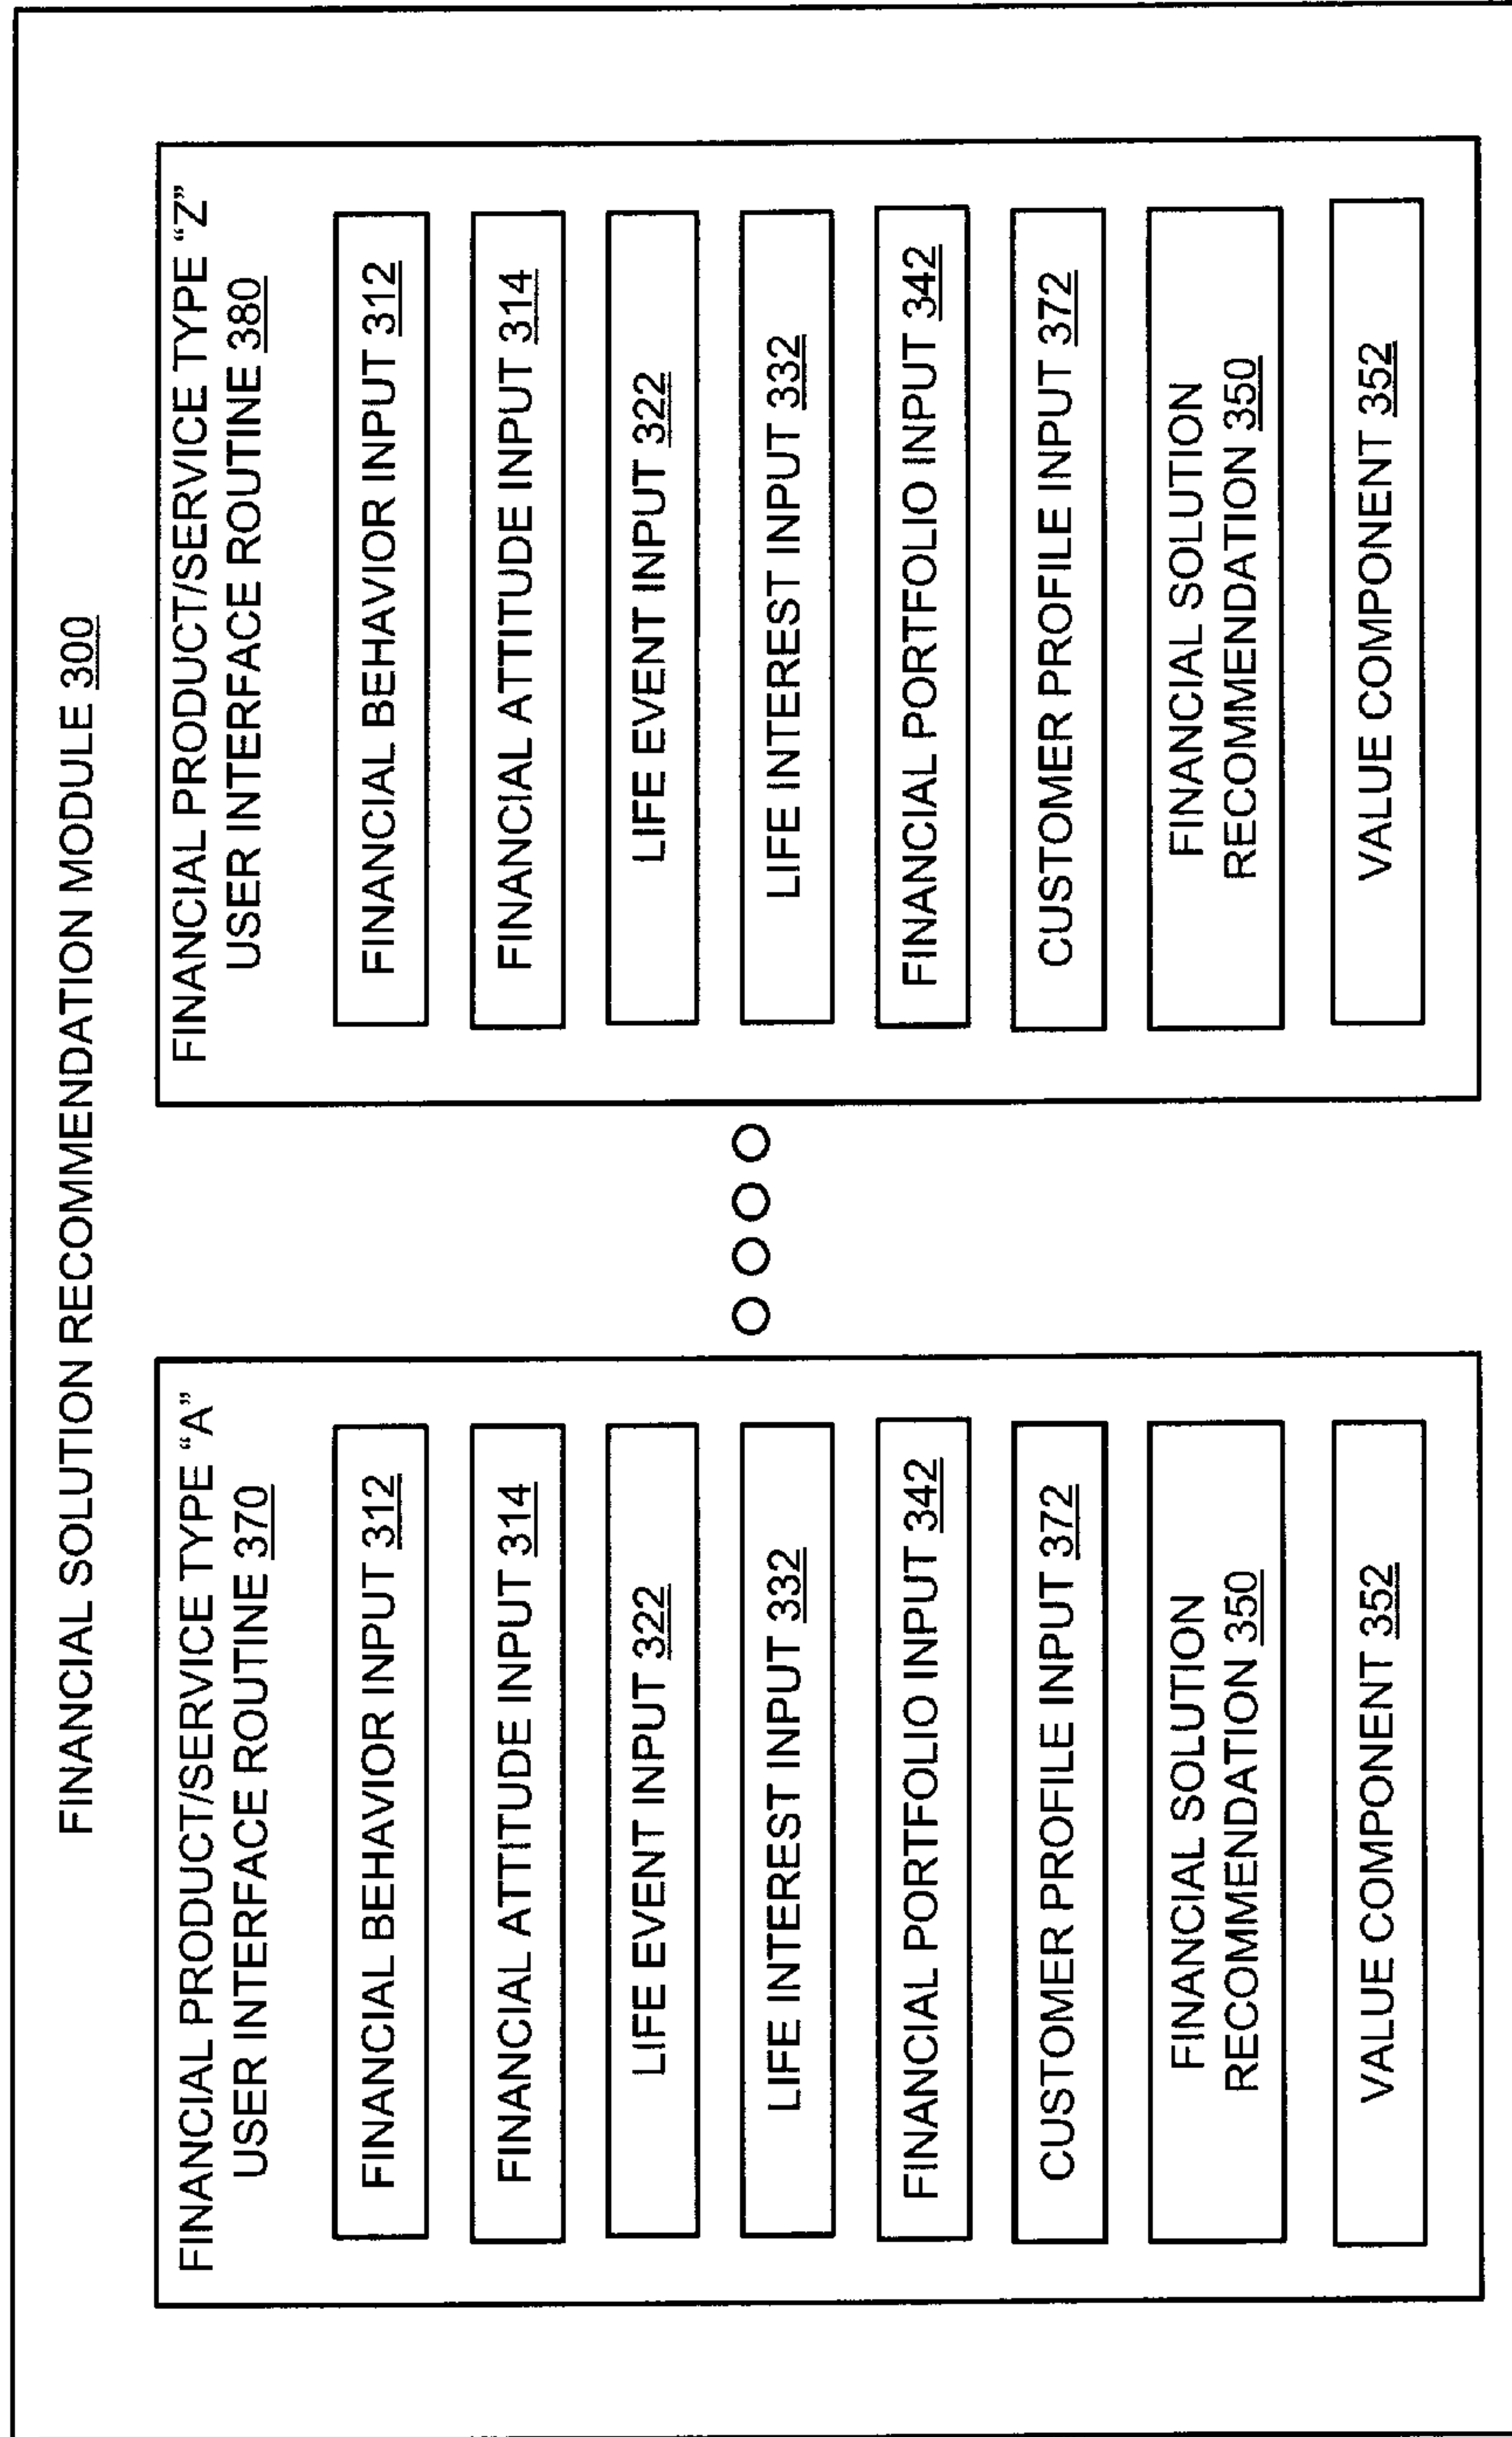 FINANCIAL SOLUTION RECOMMENDATION MODULE 300
FINANCIAL PRODUCT/SERVICE TYPE “A”
USER INTERFACE ROUTINE 370
FINANCIAL BEHAVIOR INPUT 312
FINANCIAL ATTITUDE INPUT 314
LIFE EVENT INPUT 322
LIFE INTEREST INPUT 332
FINANCIAL PORTFOLIO INPUT 342
CUSTOMER PROFILE INPUT 372
FINANCIAL SOLUTION
RECOMMENDATION 350
VALUE COMPONENT 352
FINANCIAL PRODUCT/SERVICE TYPE “Z”
USER INTERFACE ROUTINE 380
FINANCIAL BEHAVIOR INPUT 312
FINANCIAL ATTITUDE INPUT 314
LIFE EVENT INPUT 322
LIFE INTEREST INPUT 332
FINANCIAL PORTFOLIO INPUT 342
CUSTOMER PROFILE INPUT 372
FINANCIAL SOLUTION
RECOMMENDATION 350
VALUE COMPONENT 352